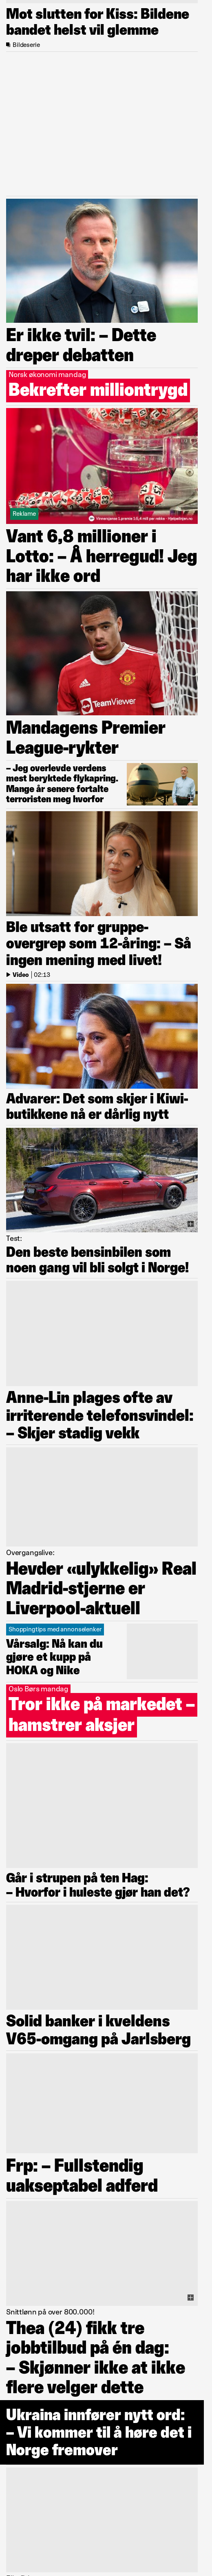 Mot slutten for Kiss: Bildene
bandet helst vil glemme
Bildeserie
Er ikke tvil: – Dette
dreper debatten
Norsk økonomi mandag
Bekrefter milliontrygd
Reklame
Vant 6,8 millioner i
Lotto: – Å herregud! Jeg
har ikke ord
TeamViewer
Mandagens Premier
League-rykter
– Jeg overlevde verdens
mest beryktede flykapring.
Mange år senere fortalte
terroristen meg hvorfor
Ble utsatt for gruppe-
overgrep som 12-åring: – Så
ingen mening med livet!
Video | 02:13
Advarer: Det som skjer i Kiwi-
butikkene nå er dårlig nytt
Test:
Den beste bensinbilen som
noen gang vil bli solgt i Norge!
Anne-Lin plages ofte av
irriterende telefonsvindel:
– Skjer stadig vekk
Overgangslive:
Hevder «ulykkelig» Real
Madrid-stjerne er
Liverpool-aktuell
Shoppingtips med annonselenker
Vårsalg: Nå kan du
gjøre et kupp på
HOKA og Nike
Oslo Børs mandag
Tror ikke på markedet –
hamstrer aksjer
Går i strupen på ten Hag:
– Hvorfor i huleste gjør han det?
Solid banker i kveldens
V65-omgang på Jarlsberg
Frp: – Fullstendig
uakseptabel adferd
Snittlønn på over 800.000!
Thea (24) fikk tre
jobbtilbud på én dag:
– Skjønner ikke at ikke
flere velger dette
Ukraina innfører nytt ord:
– Vi kommer til å høre det i
Norge fremover